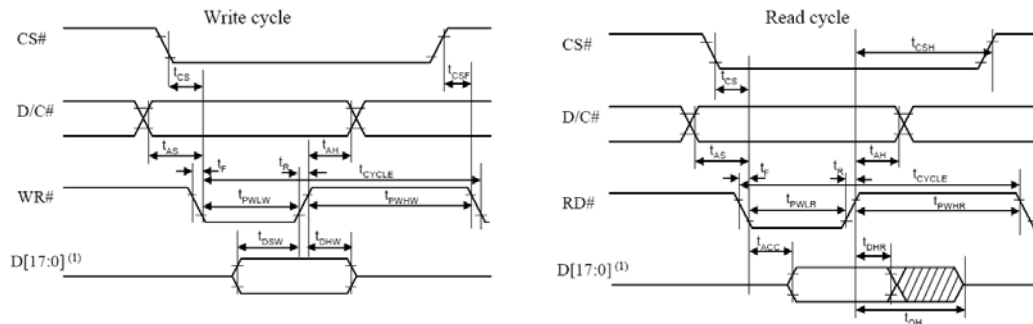 Write cycle
CS#
tCS
tCSF
D/C#
tAS
tF
tR
tAH
tCYCLE
WR#
tPWLW
tPWHW
tDSW
tDHW
D[17:0](1)
Read cycle
CS#
tCSH
tCS
D/C#
tAS
tF
tR
tAH
tCYCLE
RD#
tPWLR
tPWHR
tACC
tDHR
D[17:0](1)
tOH